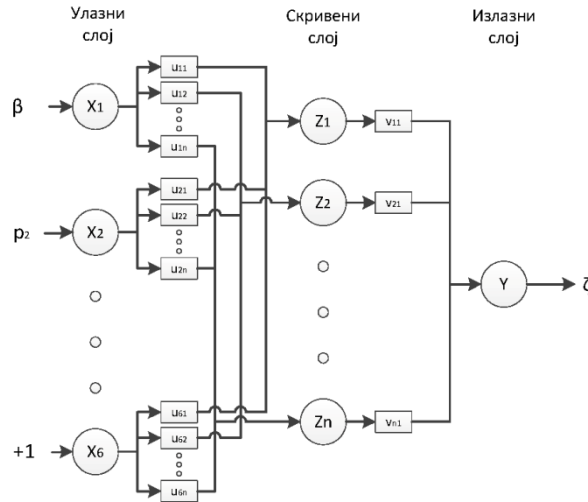 Улазни
слој
Скривени
слој
Излазни
слој
β
X1
u11
u12
u1n
p2
X2
u21
u22
u2n
+1
X6
u61
u62
u6n
Z1
v11
Z2
v21
Zn
vn1
Y
ζ